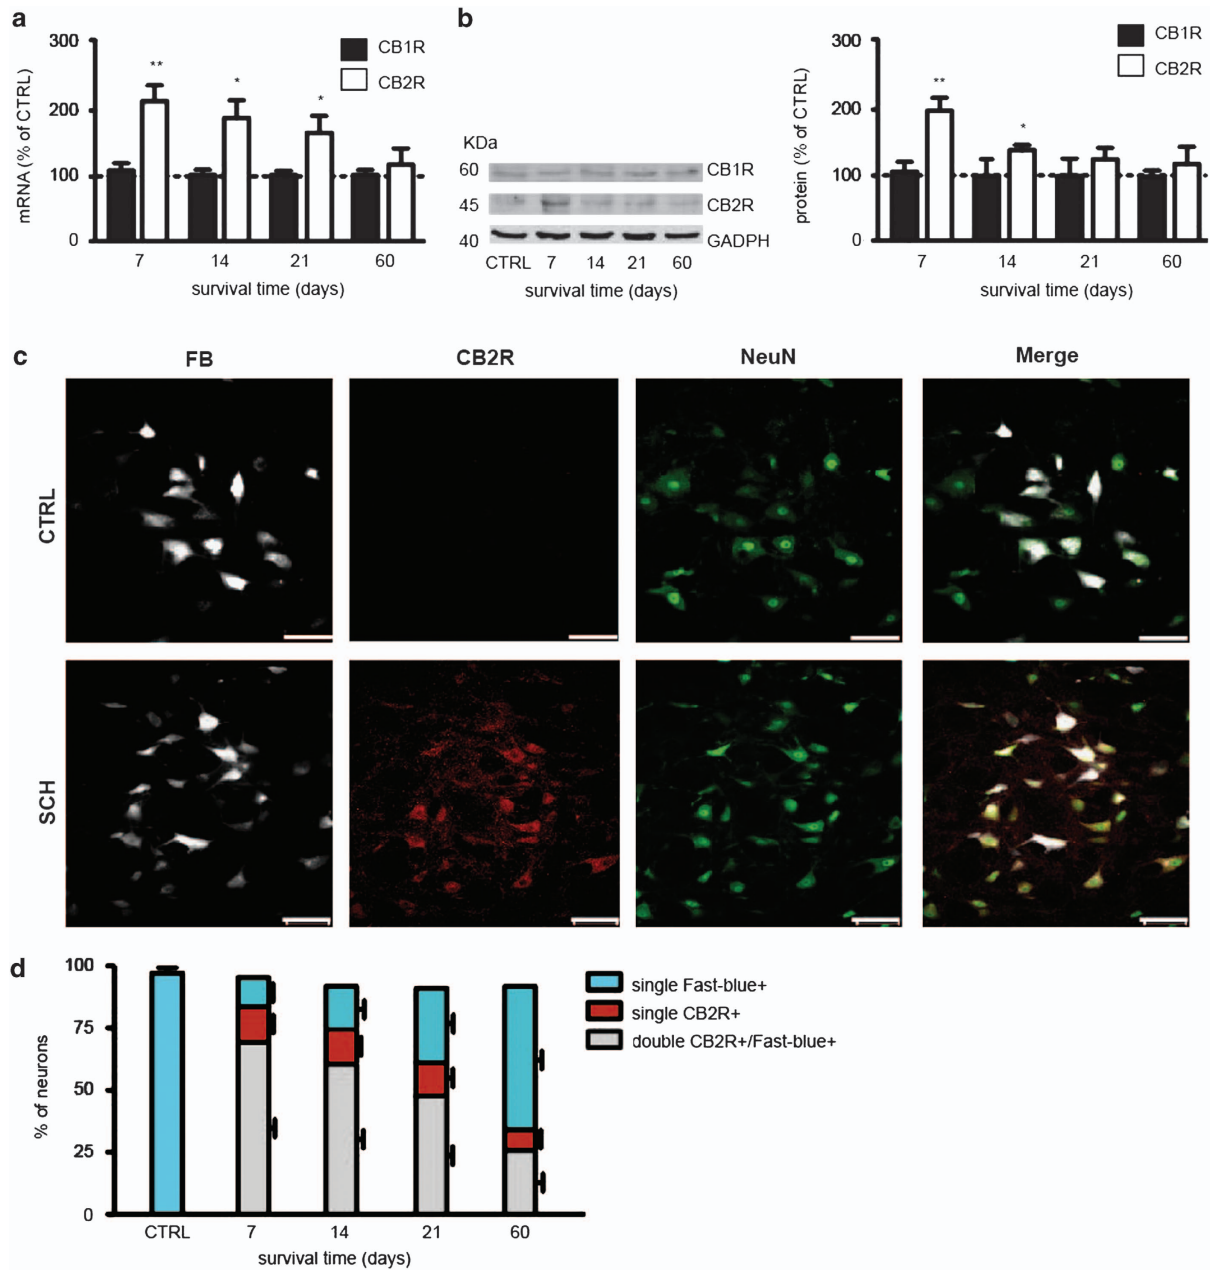 a
300
200
100
0
mRNA (% of CTRL)
CB1R
CB2R
**
*
*
7 14 21 60
survival time (days)
b
KDa
60 CB1R
45 CB2R
40 GADPH
CTRL 7 14 21 60
survival time (days)
300
200
100
0
protein (% of CTRL)
CB1R
CB2R
**
*
7 14 21 60
survival time (days)
c
FB CB2R NeuN Merge
CTRL
SCH
d
100
75
50
25
0
% of neurons
CTRL 7 14 21 60
survival time (days)
single Fast-blue+
single CB2R+
double CB2R+/Fast-blue+